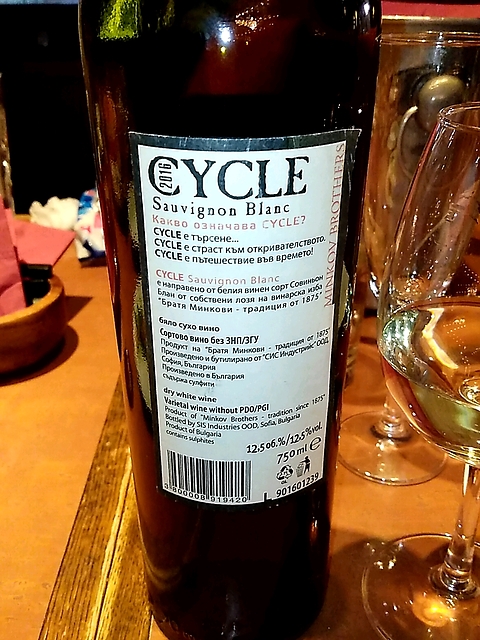 CYCLE
2016
Sauvignon Blanc
Какво означава CYCLE?
CYCLE е търсене...
CYCLE е страст към откривателството.
CYCLE е пътешествие във времето!
MINKOV BROTHERS
CYCLE Sauvignon Blanc
е направено от белия винен сорт Совиньон
Блан от собствени лозя на винарска изба
"Братя Минкови - традиция от 1875"
бяло сухо вино
Сортово вино без ЗНП/ЗГУ
Продукт на "Братя Минкови - традиция от 1875"
Произведено и бутилирано от "СИС Индустрийс" ООД,
София, България
Произведено в България
съдържа сулфити
dry white wine
Varietal wine without PDO/PGI
Product of "Minkov Brothers - tradition since 1875"
Bottled by SIS Industries OOD, Sofia, Bulgaria
Product of Bulgaria
contains sulphites
12.5 об.%/12.5%vol.
750 ml e
3 800008 919420
L 901601239